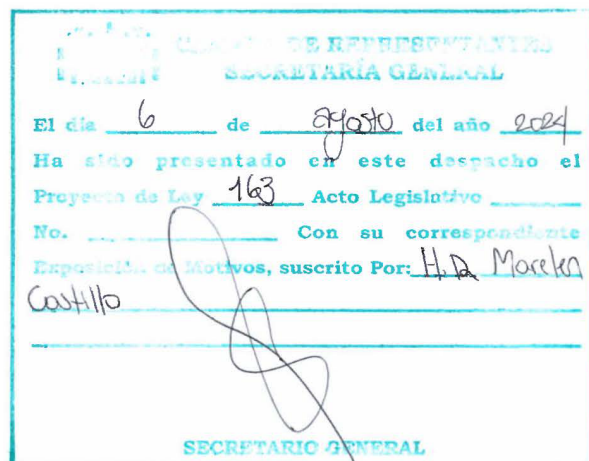 CÁMARA DE REPRESENTANTES
SECRETARÍA GENERAL
El día 6 de agosto del año 2024
Ha sido presentado en este despacho el
Proyecto de Ley 163 Acto Legislativo
No. Con su correspondiente
Exposición de Motivos, suscrito Por: H.R. Marelen
Castillo
SECRETARIO GENERAL